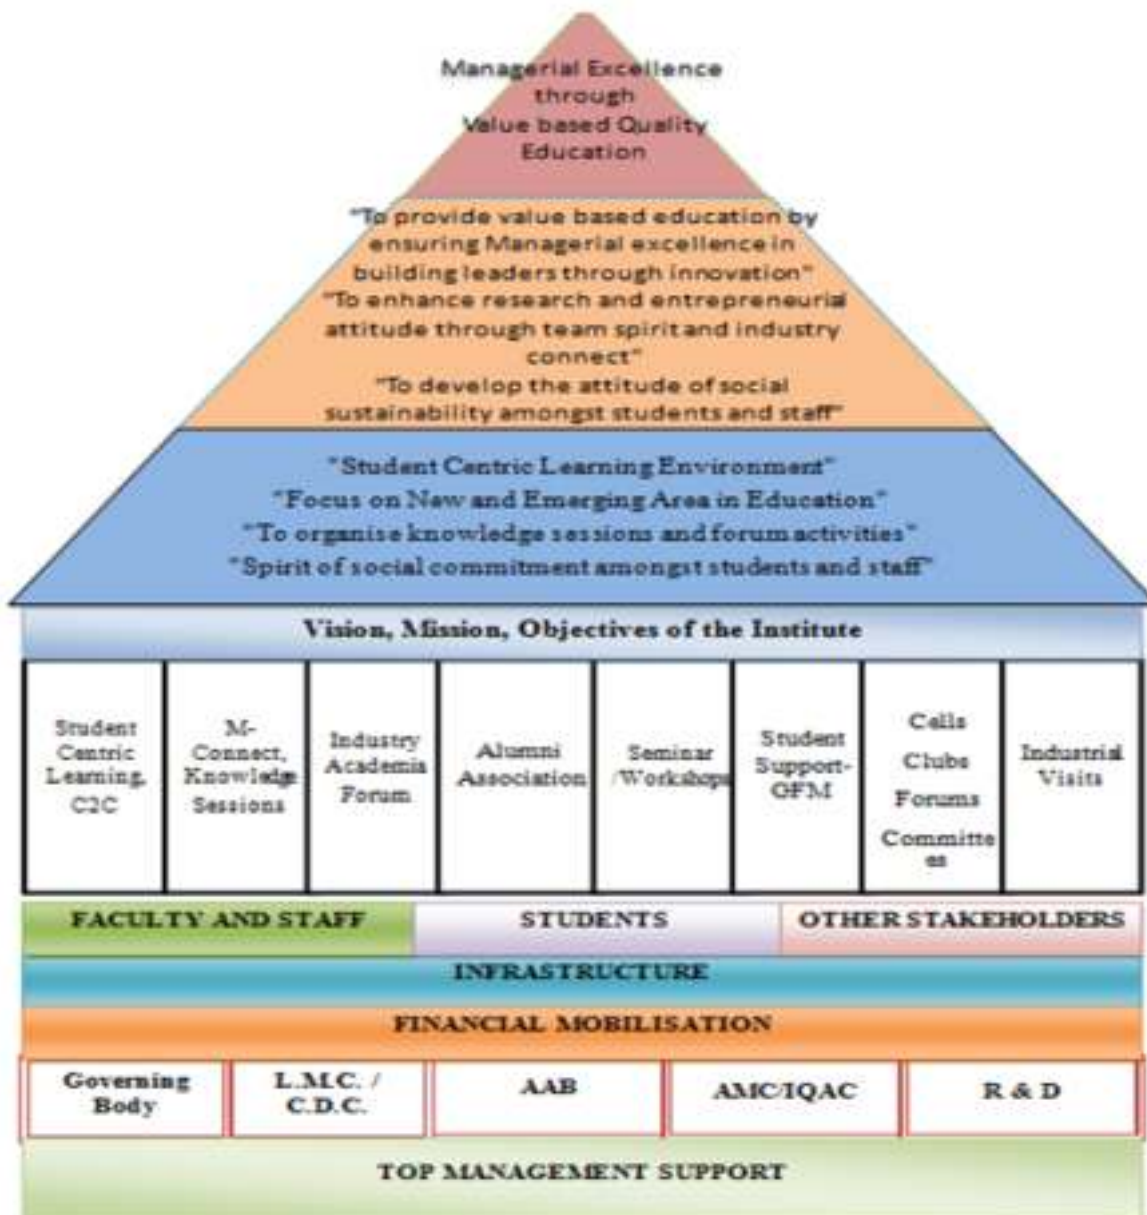 Managerial Excellence
through
Value based Quality
Education
"To provide value based education by
ensuring Managerial excellence in
building leaders through innovation"
"To enhance research and entrepreneurial
attitude through team spirit and industry
connect"
"To develop the attitude of social
sustainability amongst students and staff"
"Student Centric Learning Environment"
"Focus on New and Emerging Area in Education"
"To organise knowledge sessions and forum activities"
"Spirit of social commitment amongst students and staff"
Vision, Mission, Objectives of the Institute
Student
Centric
Learning,
C2C
M-
Connect,
Knowledge
Sessions
Industry
Academia
Forum
Alumni
Association
Seminar
/Workshops
Student
Support-
GFM
Cells
Clubs
Forums
Committe
es
Industrial
Visits
FACULTY AND STAFF
STUDENTS
OTHER STAKEHOLDERS
INFRASTRUCTURE
FINANCIAL MOBILISATION
Governing
Body
L.M.C. /
C.D.C.
AAB
AMC/IQAC
R & D
TOP MANAGEMENT SUPPORT